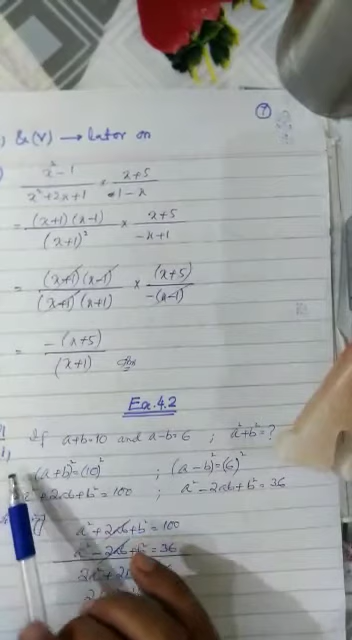 ⑦
) & (V) → later on
x² - 1 / x² + 2x + 1 × x + 5 / 1 - x
= (x+1)(x-1) / (x+1)² × x+5 / -x+1
= (x+1)(x-1) / (x+1)(x+1) × (x+5) / -(x-1)
= -(x+5) / (x+1) Ans
Ex.4.2
If a+b=10 and a-b=6 ; a²+b²=?
(a+b)²=(10)² ; (a-b)²=(6)²
a²+2ab+b²=100 ; a²-2ab+b²=36
a²+2ab+b²=100
a²-2ab+b²=36